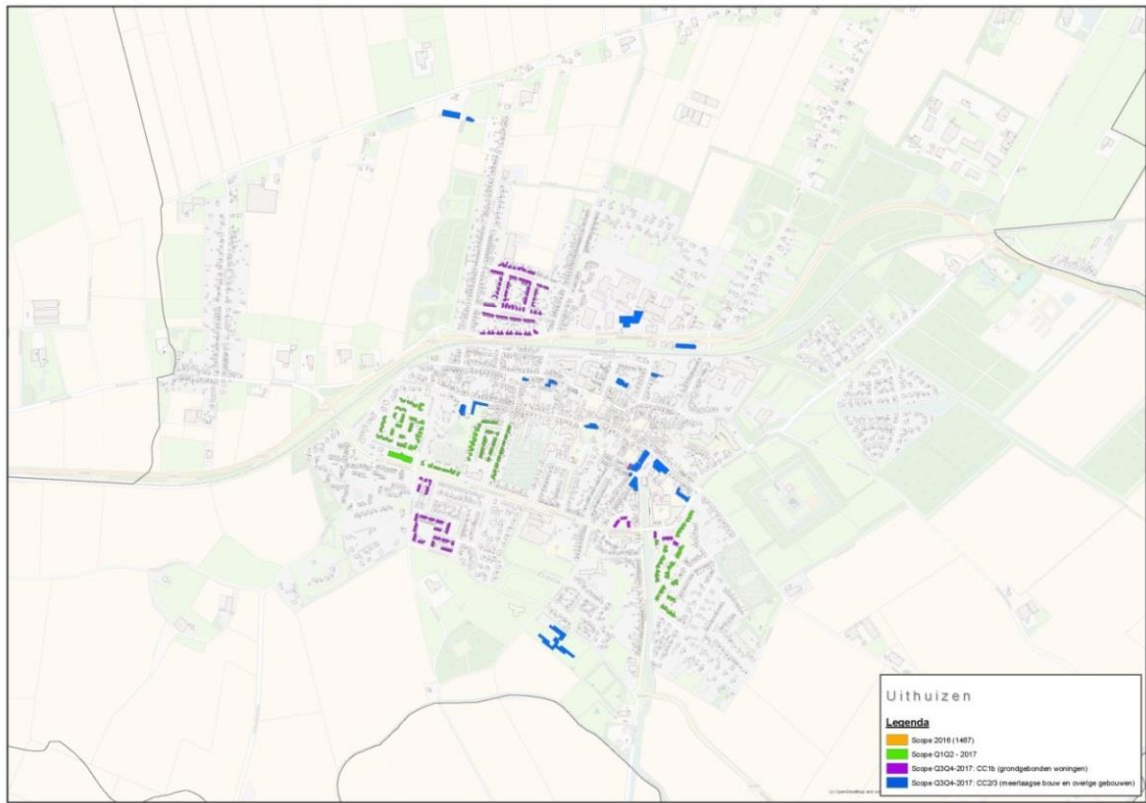 Uithuizen
Legenda
Scope 2016 (1467)
Scope Q1Q2 - 2017
Scope Q3Q4-2017: CC1b (grondgebonden woningen)
Scope Q3Q4-2017: CC2/3 (meerlaagse bouw en overige gebouwen)